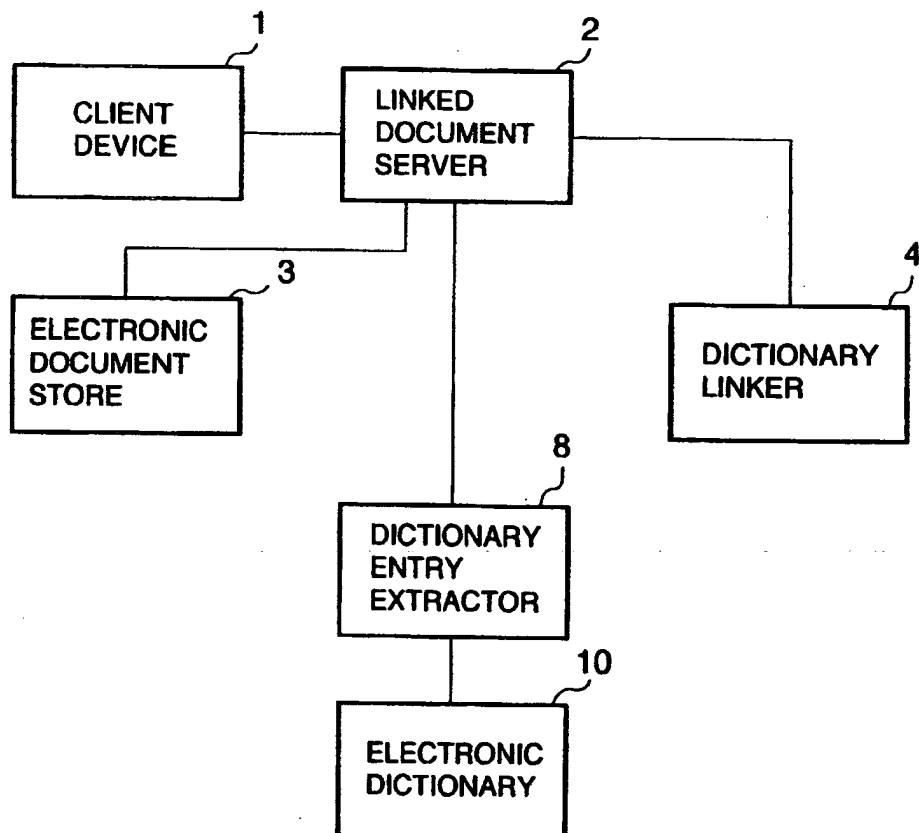 1
CLIENT
DEVICE
2
LINKED
DOCUMENT
SERVER
3
ELECTRONIC
DOCUMENT
STORE
4
DICTIONARY
LINKER
8
DICTIONARY
ENTRY
EXTRACTOR
10
ELECTRONIC
DICTIONARY